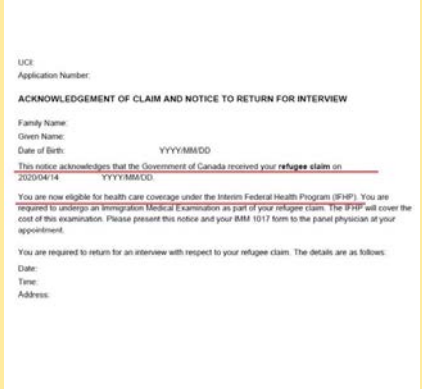 UCI:
Application Number:
ACKNOWLEDGEMENT OF CLAIM AND NOTICE TO RETURN FOR INTERVIEW
Family Name:
Given Name:
Date of Birth: YYYY/MM/DD
This notice acknowledges that the Government of Canada received your refugee claim on
2020/04/14 YYYY/MM/DD.
You are now eligible for health care coverage under the Interim Federal Health Program (IFHP). You are
required to undergo an Immigration Medical Examination as part of your refugee claim. The IFHP will cover the
cost of this examination. Please present this notice and your IMM 1017 form to the panel physician at your
appointment.
You are required to return for an interview with respect to your refugee claim. The details are as follows:
Date:
Time:
Address: